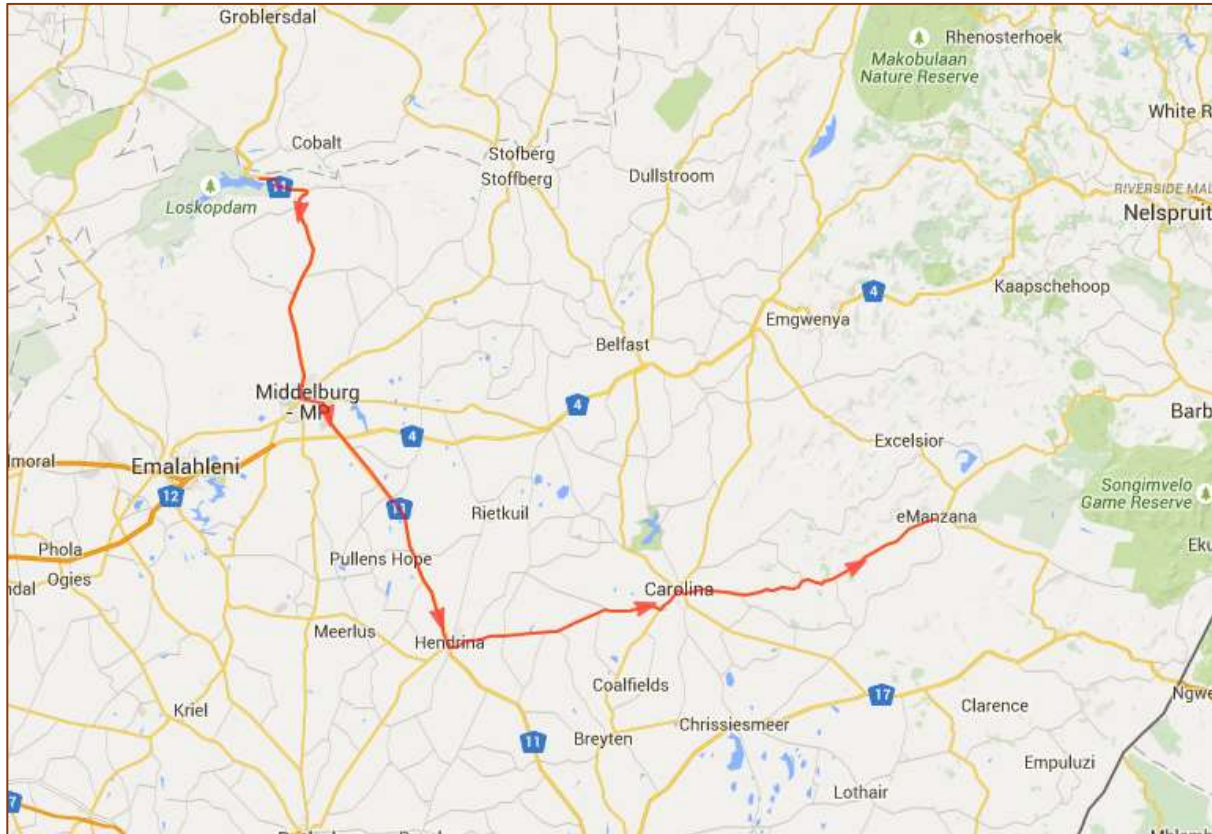 Groblersdal
Rhenosterhoek
Makobulaan
Nature Reserve
White R
Cobalt
Stofberg
Stoffberg
Dullstroom
11
Loskopdam
RIVERSIDE MAL
Nelspruit
Kaapschehoop
4
Emgwenya
Belfast
Middelburg
- MP
4
Barb
4
Excelsior
lmoral
Emalahleni
12
Songimvelo
Game Reserve
11
Rietkuil
eManzana
Phola
Pullens Hope
Eku
Ogies
ndal
Carolina
Meerlus
Hendrina
Coalfields
17
Ngwe
Clarence
Kriel
Chrissiesmeer
11
Breyten
Empuluzi
Lothair
7